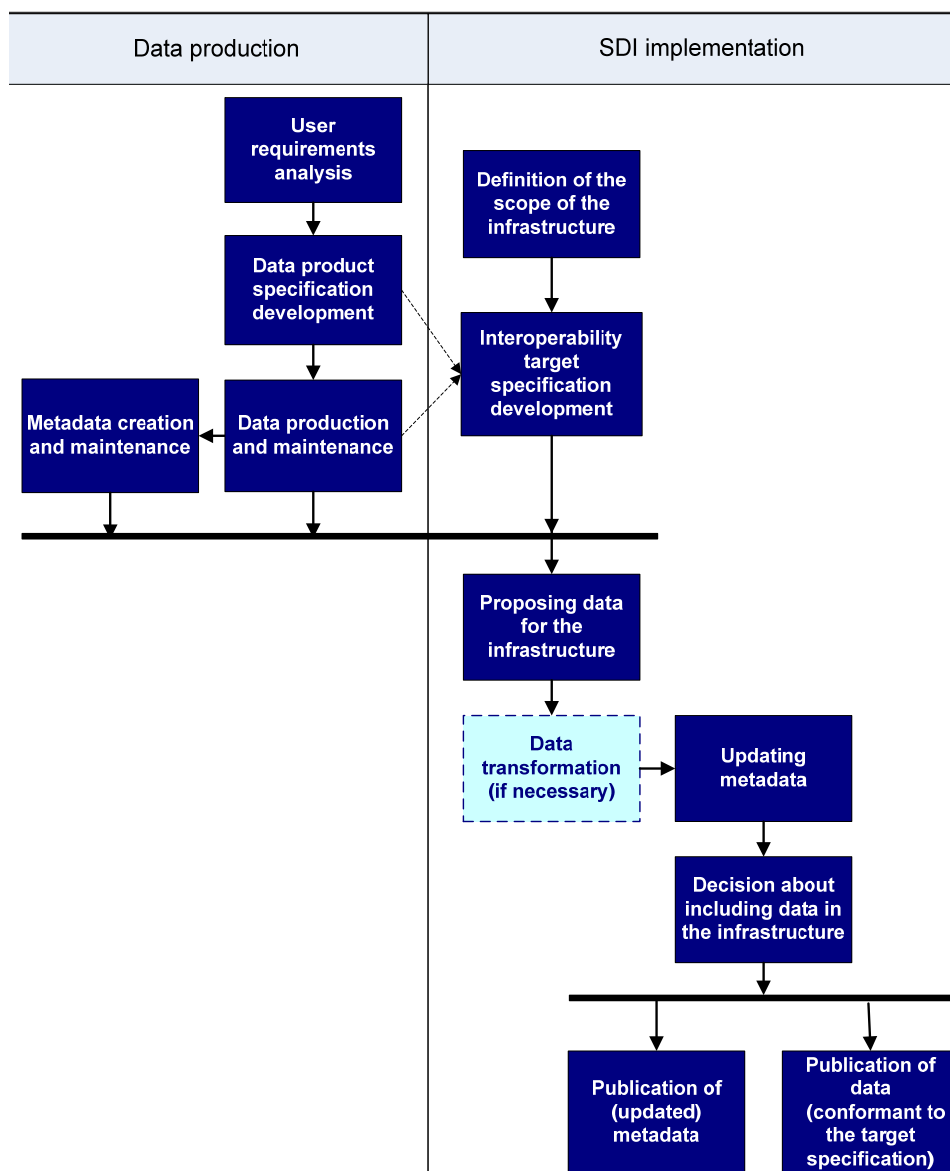 Data production
SDI implementation
User
requirements
analysis
Definition of the
scope of the
infrastructure
Data product
specification
development
Interoperability
target
specification
development
Metadata creation
and maintenance
Data production
and maintenance
Proposing data
for the
infrastructure
Data
transformation
(if necessary)
Updating
metadata
Decision about
including data in
the infrastructure
Publication of
(updated)
metadata
Publication of
data
(conformant to
the target
specification)